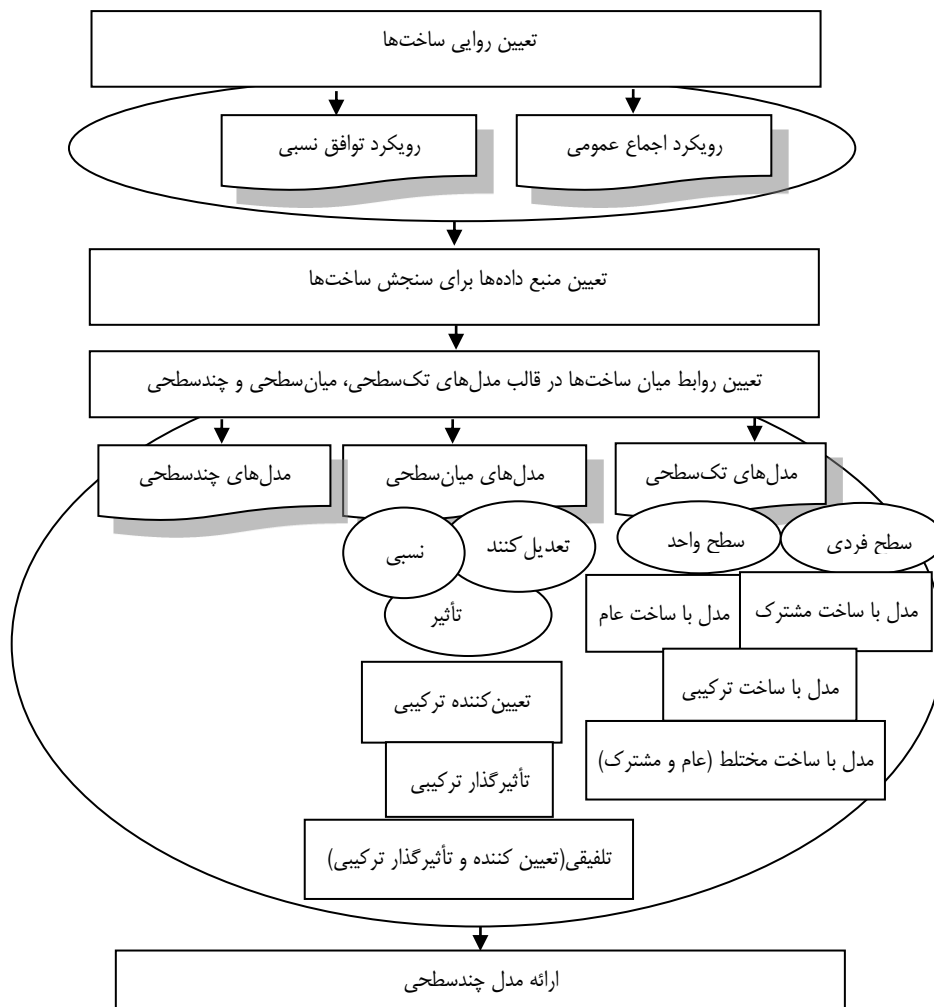 تعیین روایی ساخت‌ها
رویکرد اجماع عمومی
رویکرد توافق نسبی
تعیین منبع داده‌ها برای سنجش ساخت‌ها
تعیین روابط میان ساخت‌ها در قالب مدل‌های تک‌سطحی، میان‌سطحی و چندسطحی
مدل‌های تک‌سطحی
مدل‌های میان‌سطحی
مدل‌های چندسطحی
سطح فردی
سطح واحد
تعدیل کنند
نسبی
تأثیر
مدل با ساخت مشترک
مدل با ساخت عام
مدل با ساخت ترکیبی
مدل با ساخت مختلط (عام و مشترک)
تعیین‌کننده ترکیبی
تأثیرگذار ترکیبی
تلفیقی(تعیین کننده و تأثیرگذار ترکیبی)
ارائه مدل چندسطحی